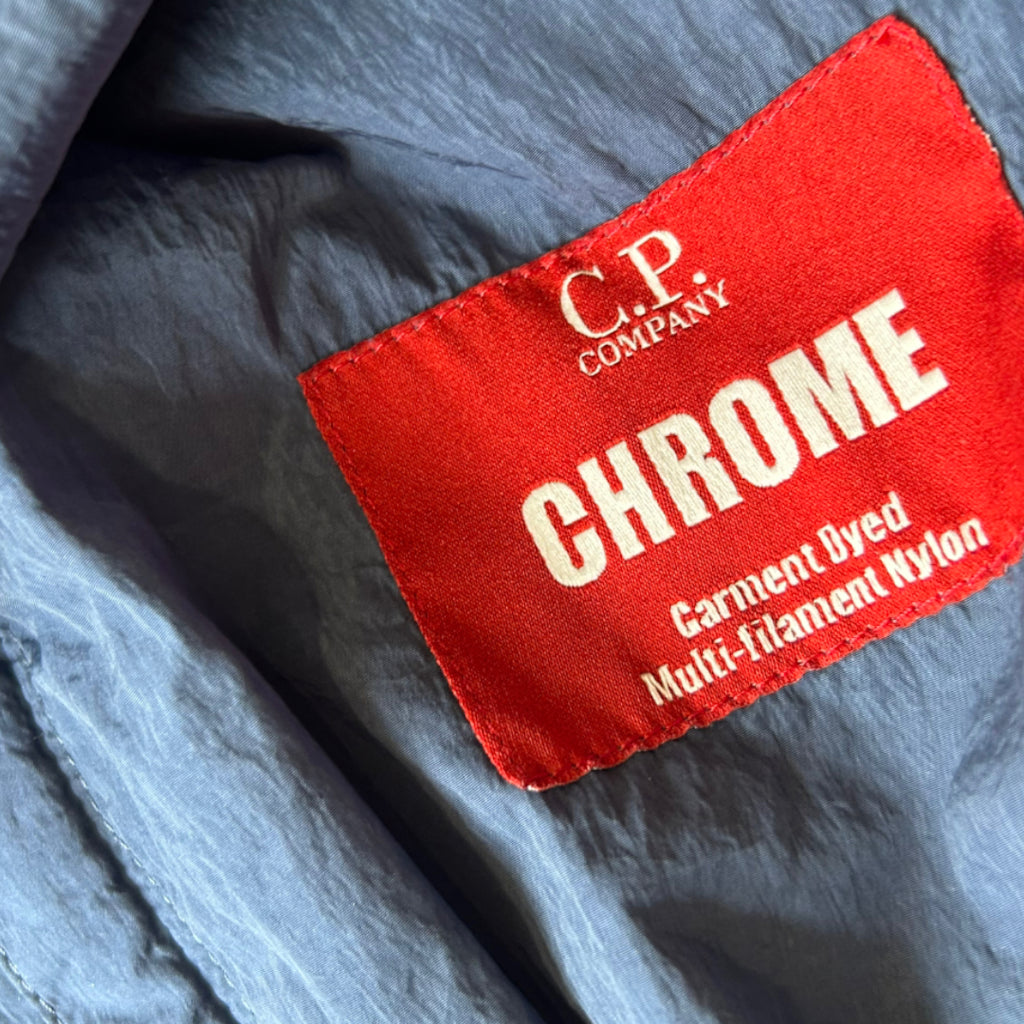 C.P.
COMPANY
CHROME
Garment Dyed
Multi-filament Nylon